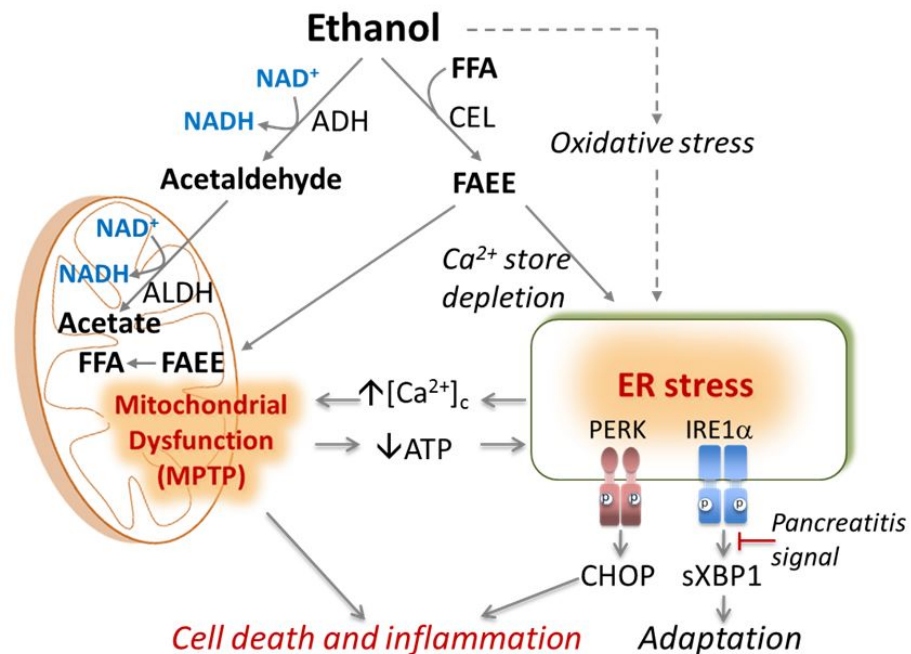 Ethanol
NAD⁺
FFA
NADH
ADH
CEL
Oxidative stress
Acetaldehyde
FAEE
NAD⁺
NADH
ALDH
Ca²⁺ store
depletion
Acetate
FFA
FAEE
Mitochondrial
Dysfunction
(MPTP)
↑[Ca²⁺]c
↓ATP
ER stress
PERK
IRE1α
p
p
p
p
Pancreatitis
signal
CHOP
sXBP1
Cell death and inflammation
Adaptation